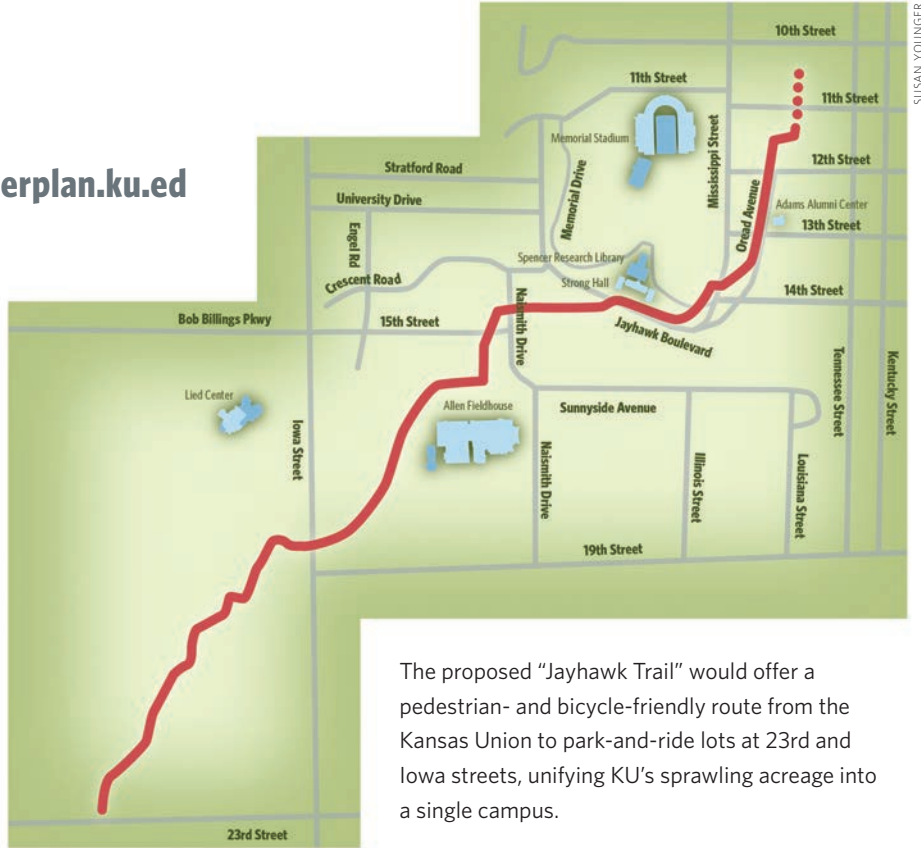 SUSAN YOUNGER
10th Street
11th Street
11th Street
Memorial Stadium
Mississippi Street
erplan.ku.ed
Stratford Road
12th Street
University Drive
Memorial Drive
Oread Avenue
Adams Alumni Center
13th Street
Engel Rd
Spencer Research Library
Crescent Road
Strong Hall
14th Street
Naismith Drive
Bob Billings Pkwy
15th Street
Jayhawk Boulevard
Tennessee Street
Kentucky Street
Lied Center
Allen Fieldhouse
Sunnyside Avenue
Iowa Street
Naismith Drive
Illinois Street
Louisiana Street
19th Street
The proposed “Jayhawk Trail” would offer a
pedestrian- and bicycle-friendly route from the
Kansas Union to park-and-ride lots at 23rd and
Iowa streets, unifying KU’s sprawling acreage into
a single campus.
23rd Street